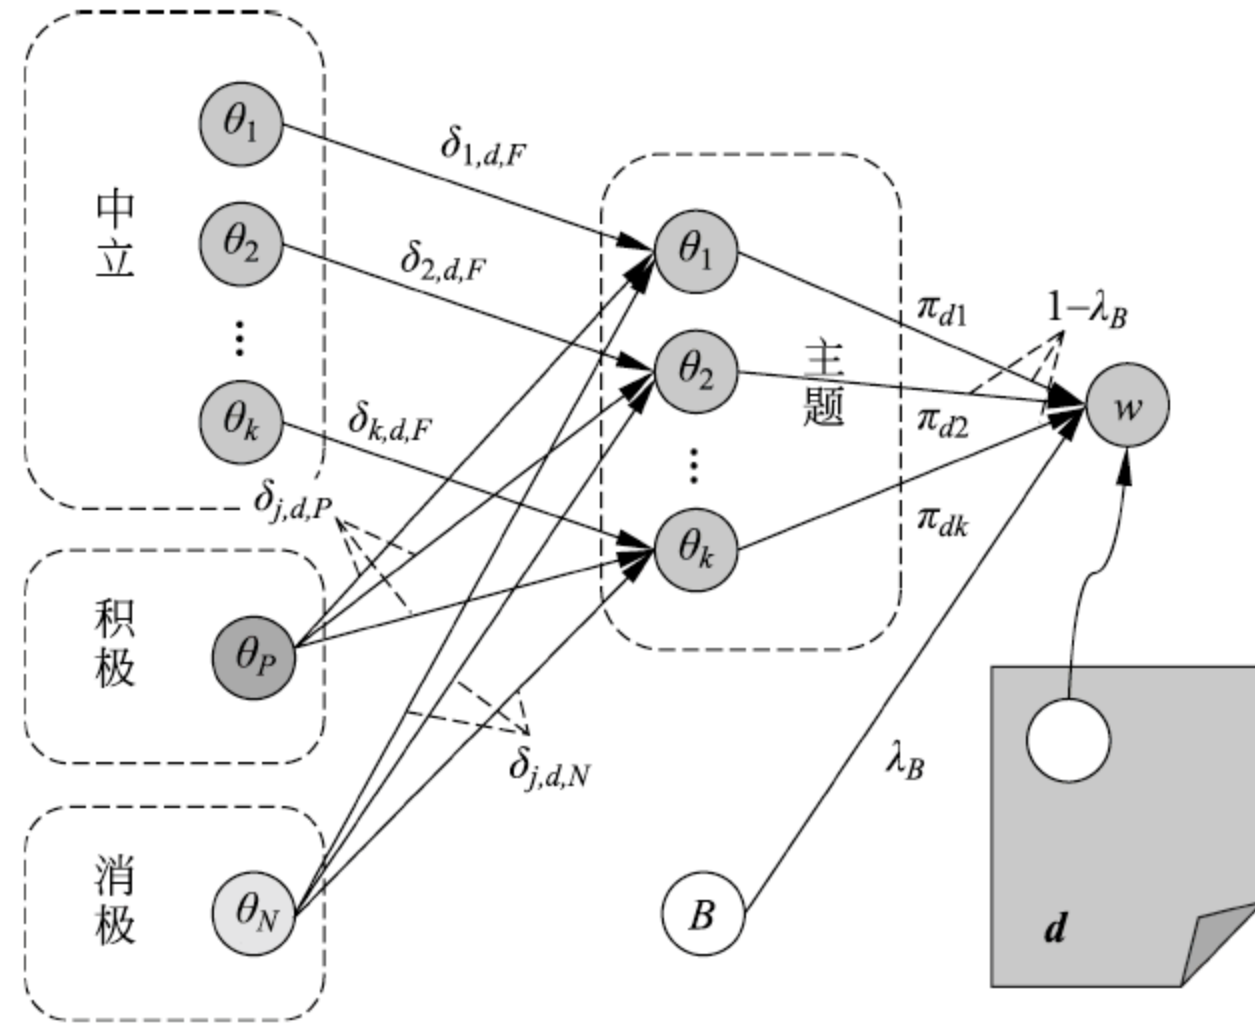 中立
θ1
θ2
⋮
θk
δ1,d,F
δ2,d,F
δk,d,F
δj,d,P
积极
θP
δj,d,N
消极
θN
主题
θ1
θ2
⋮
θk
πd1
πd2
πdk
1−λB
w
λB
B
d